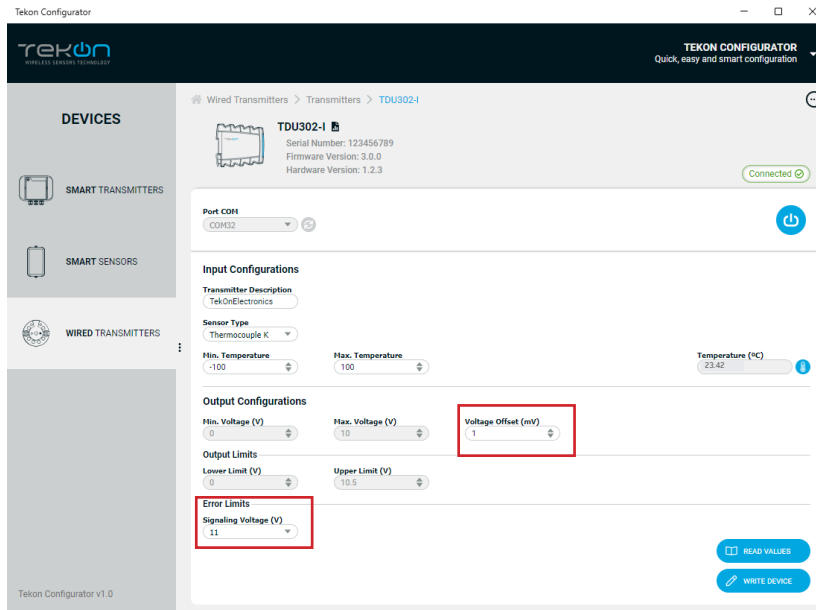 Tekon Configurator
TEKON
WIRELESS SENSORS TECHNOLOGY
TEKON CONFIGURATOR
Quick, easy and smart configuration
DEVICES
SMART TRANSMITTERS
SMART SENSORS
WIRED TRANSMITTERS
Tekon Configurator v1.0
Wired Transmitters > Transmitters > TDU302-I
TDU302-I
Serial Number: 123456789
Firmware Version: 3.0.0
Hardware Version: 1.2.3
Connected
Port COM
COM32
Input Configurations
Transmitter Description
TekOnElectronics
Sensor Type
Thermocouple K
Min. Temperature Max. Temperature Temperature (ºC)
-100 100 23.42
Output Configurations
Min. Voltage (V) Max. Voltage (V) Voltage Offset (mV)
0 10 1
Output Limits
Lower Limit (V) Upper Limit (V)
0 10.5
Error Limits
Signaling Voltage (V)
11
READ VALUES
WRITE DEVICE